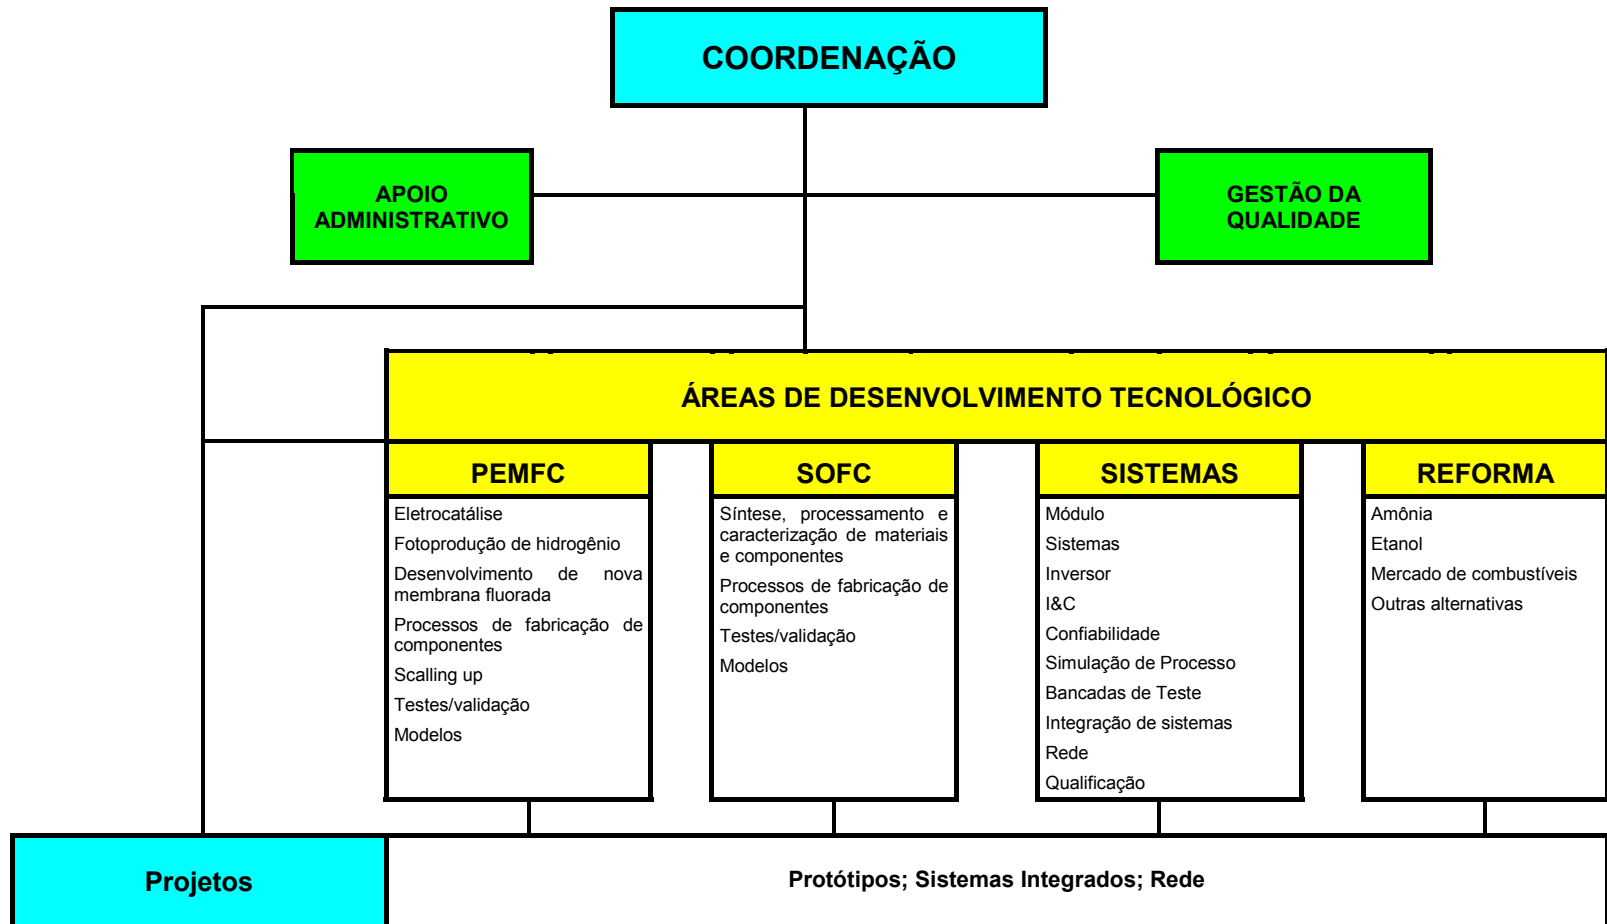 COORDENAÇÃO
APOIO
ADMINISTRATIVO
GESTÃO DA
QUALIDADE
ÁREAS DE DESENVOLVIMENTO TECNOLÓGICO
PEMFC
Eletrocatálise
Fotoprodução de hidrogênio
Desenvolvimento de nova
membrana fluorada
Processos de fabricação de
componentes
Scalling up
Testes/validação
Modelos
SOFC
Síntese, processamento e
caracterização de materiais
e componentes
Processos de fabricação de
componentes
Testes/validação
Modelos
SISTEMAS
Módulo
Sistemas
Inversor
I&C
Confiabilidade
Simulação de Processo
Bancadas de Teste
Integração de sistemas
Rede
Qualificação
REFORMA
Amônia
Etanol
Mercado de combustíveis
Outras alternativas
Projetos
Protótipos; Sistemas Integrados; Rede